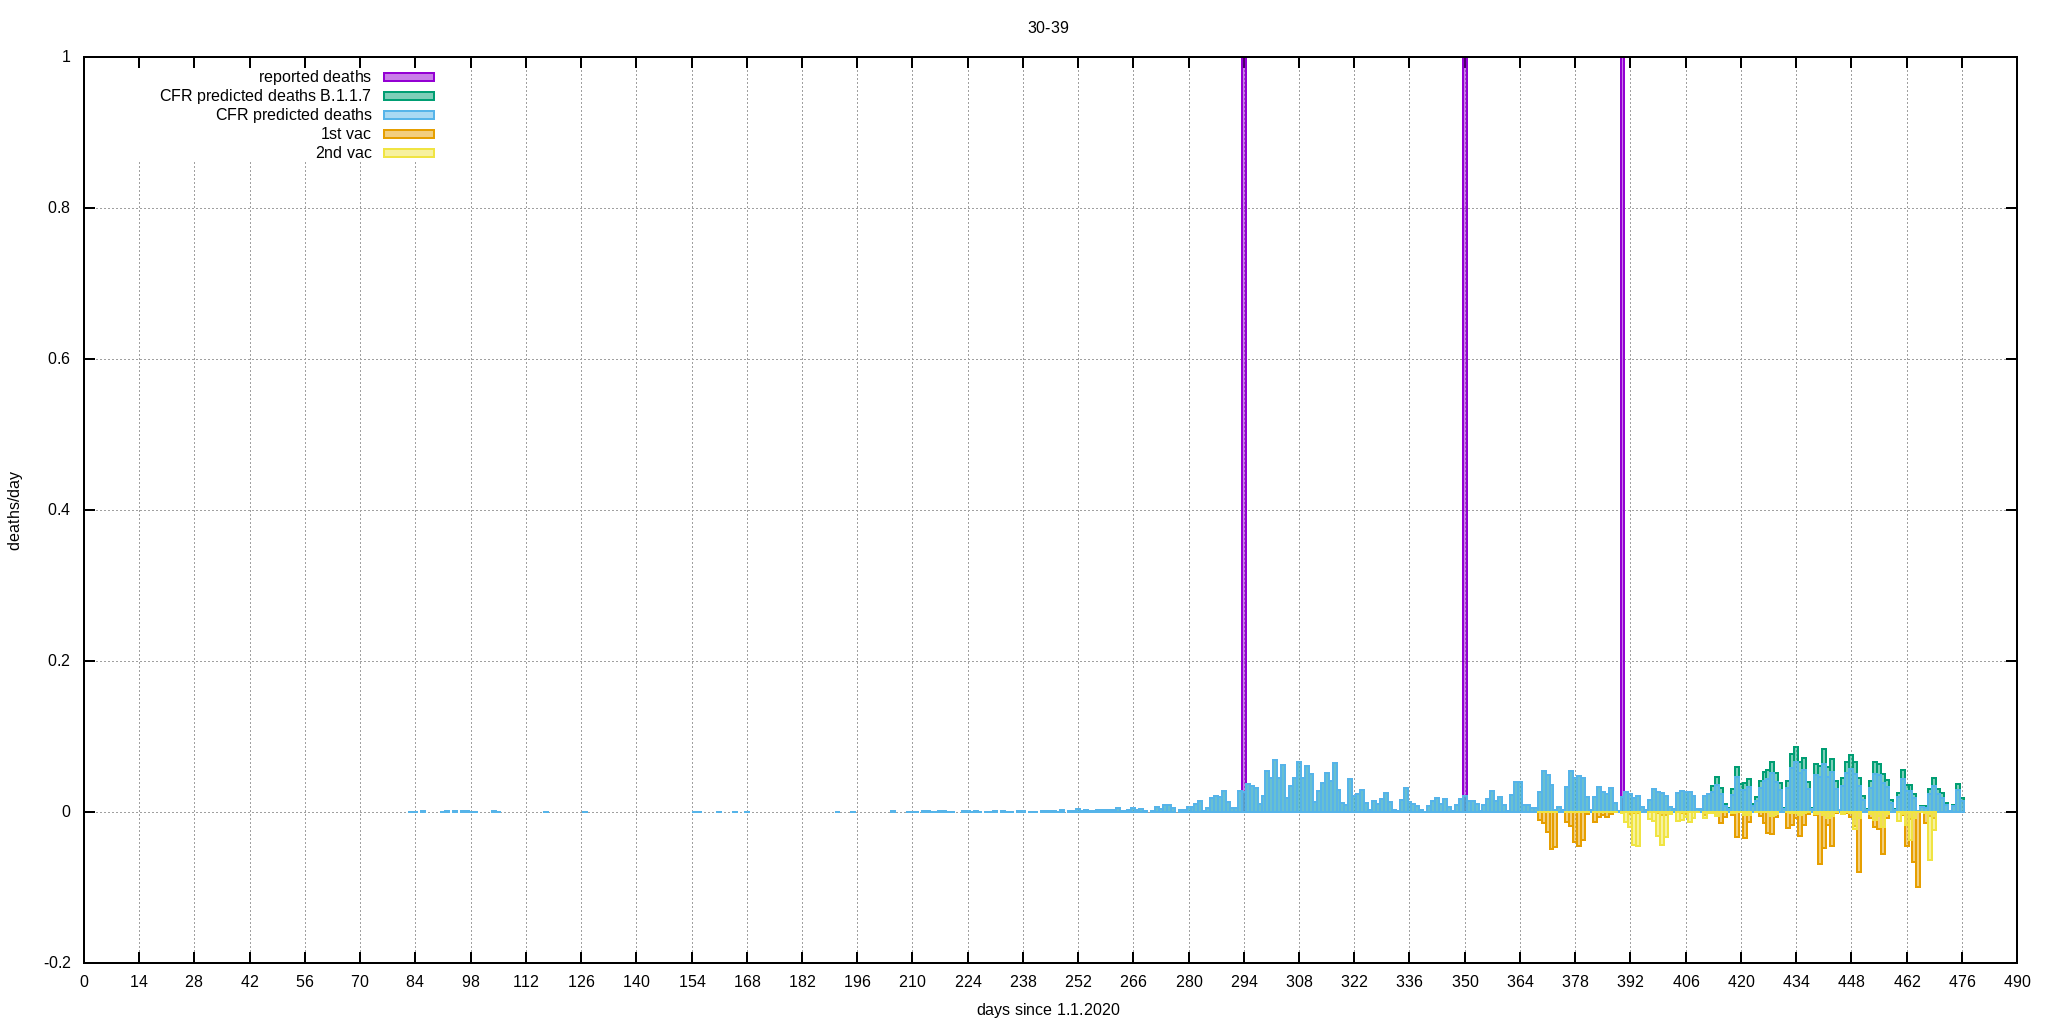 30-39
1
reported deaths
CFR predicted deaths B.1.1.7
CFR predicted deaths
1st vac
2nd vac
0.8
0.6
0.4
0.2
0
-0.2
deaths/day
0 14 28 42 56 70 84 98 112 126 140 154 168 182 196 210 224 238 252 266 280 294 308 322 336 350 364 378 392 406 420 434 448 462 476 490
days since 1.1.2020